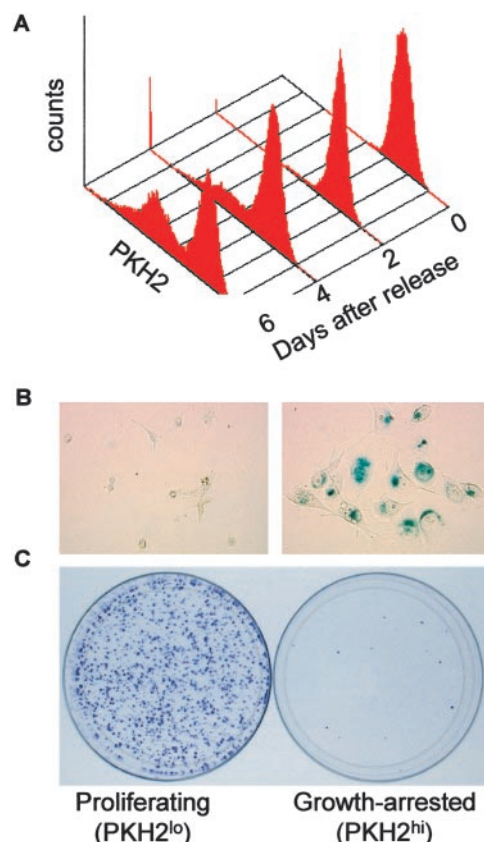 A
counts
PKH2
0
2
4
6
Days after release
B
C
Proliferating
(PKH2lo)
Growth-arrested
(PKH2hi)